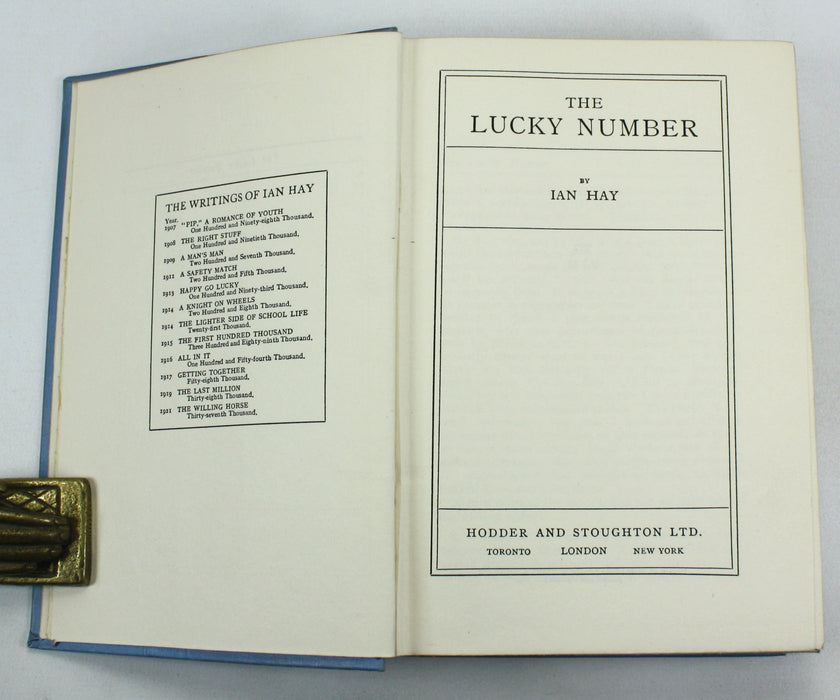 THE WRITINGS OF IAN HAY
Year.
1907 "PIP," A ROMANCE OF YOUTH
One Hundred and Ninety-eighth Thousand.
1908 THE RIGHT STUFF
One Hundred and Ninetieth Thousand.
1909 A MAN'S MAN
Two Hundred and Seventh Thousand.
1911 A SAFETY MATCH
Two Hundred and Fifth Thousand.
1913 HAPPY GO LUCKY
One Hundred and Ninety-third Thousand.
1914 A KNIGHT ON WHEELS
Two Hundred and Eighth Thousand.
1914 THE LIGHTER SIDE OF SCHOOL LIFE
Twenty-first Thousand.
1915 THE FIRST HUNDRED THOUSAND
Three Hundred and Eighty-ninth Thousand.
1916 ALL IN IT
One Hundred and Fifty-fourth Thousand.
1917 GETTING TOGETHER
Fifty-eighth Thousand.
1919 THE LAST MILLION
Thirty-eighth Thousand.
1921 THE WILLING HORSE
Thirty-seventh Thousand.
THE
LUCKY NUMBER
BY
IAN HAY
HODDER AND STOUGHTON LTD.
TORONTO LONDON NEW YORK